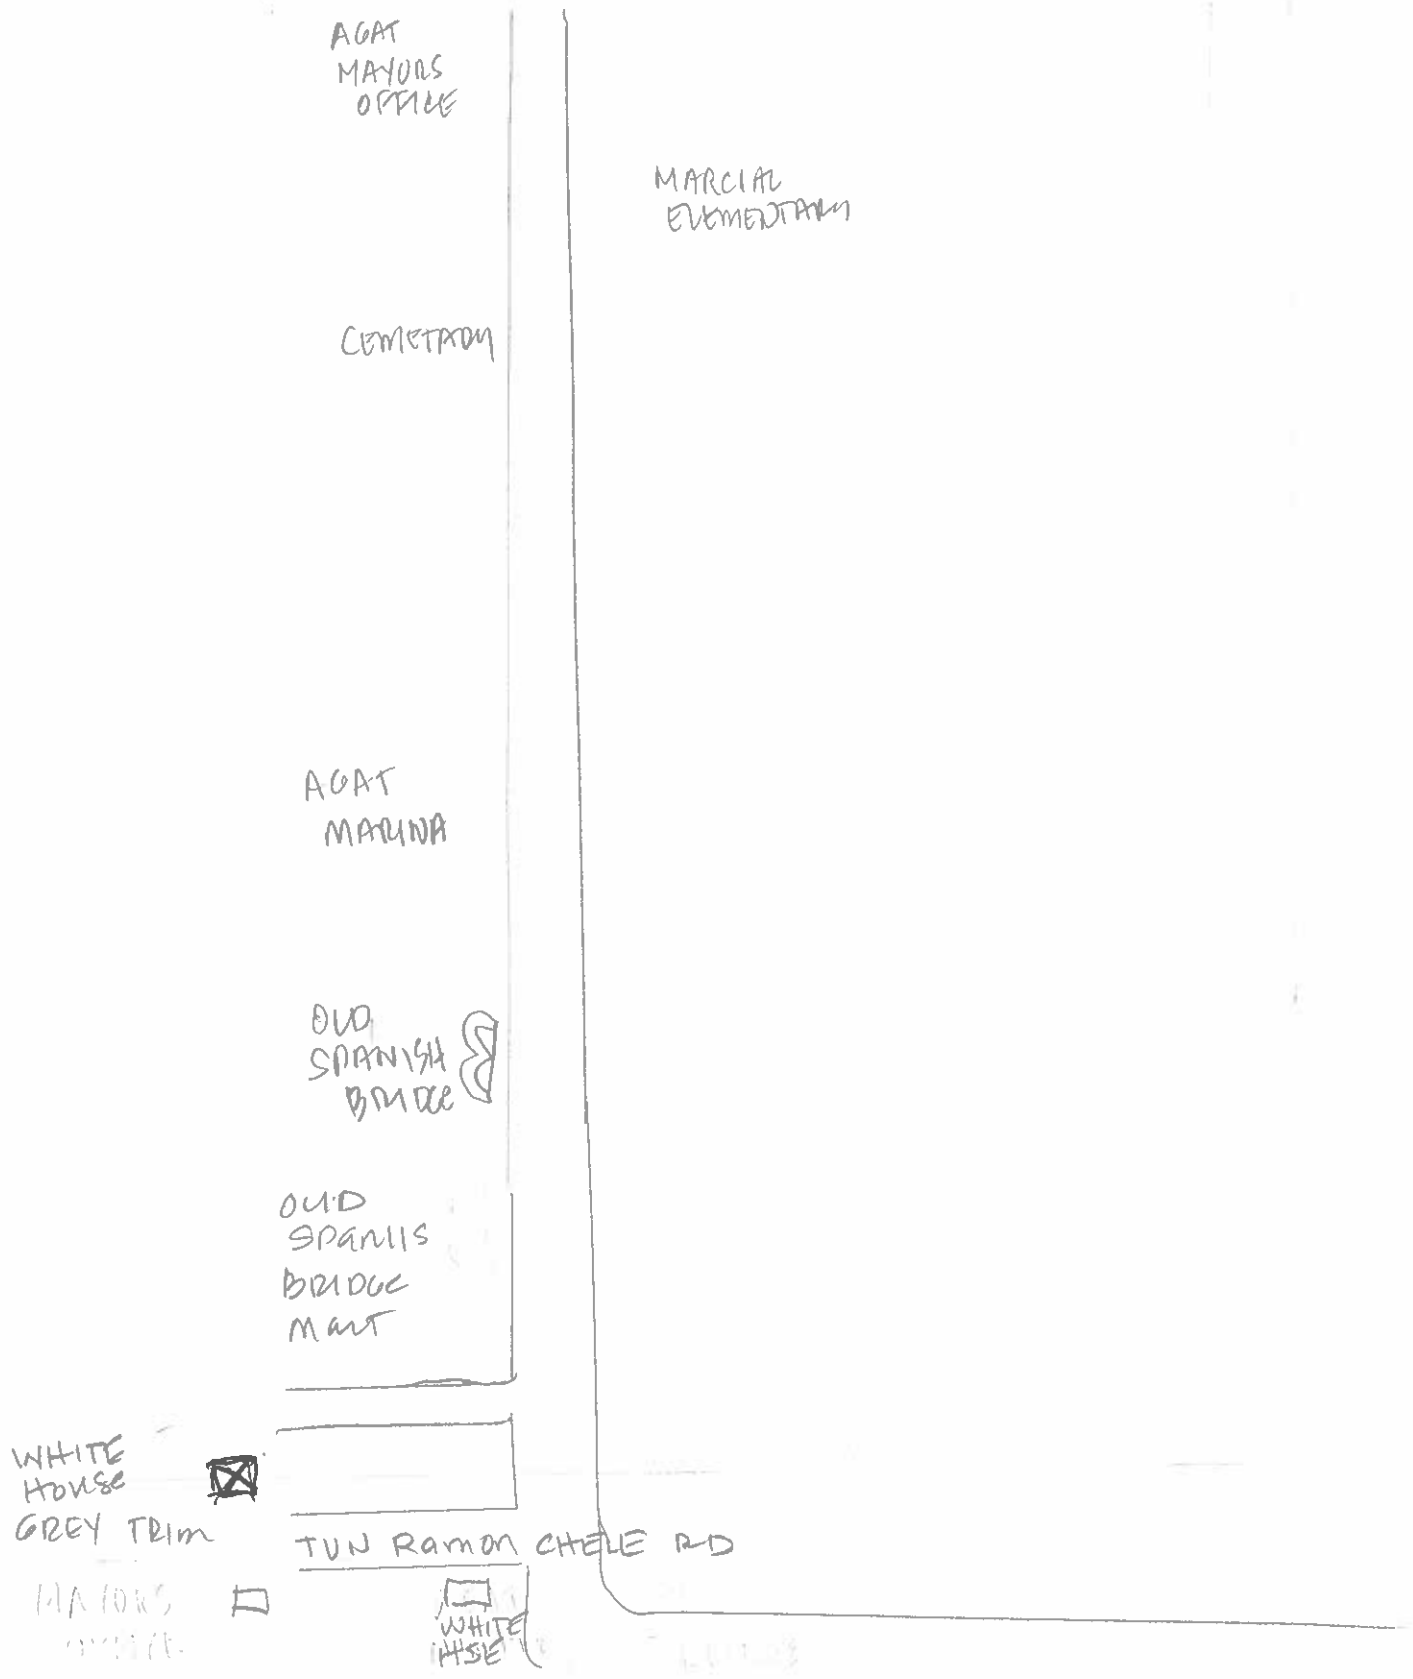 AGAT
MAYORS
OFFICE
MARCIAL
ELEMENTARY
CEMETARY
AGAT
MARINA
OLD
SPANISH
BRIDGE
OLD
SPANIIS
BRIDGE
MART
WHITE
HOUSE
GREY TRIM
TUN RAMON CHELE RD
MAYORS
WHITE
HSE